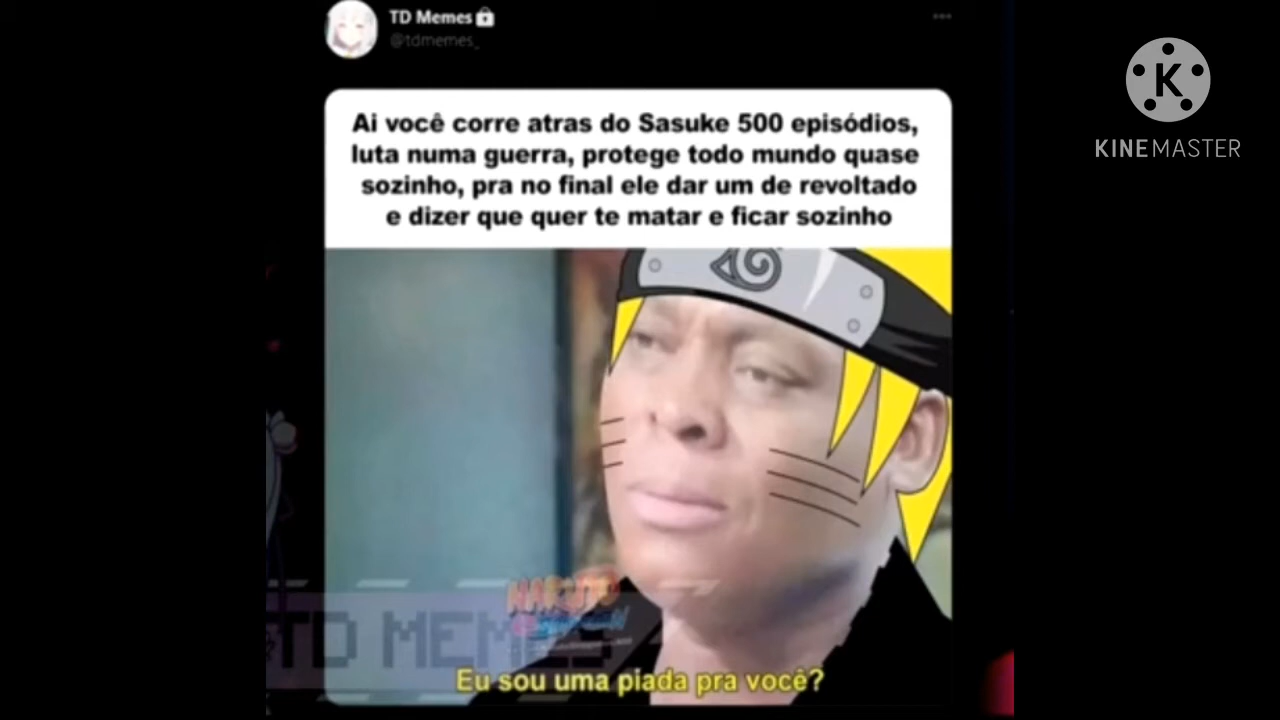 TD Memes
@tdmemes_
KINEMASTER
Ai você corre atras do Sasuke 500 episódios,
luta numa guerra, protege todo mundo quase
sozinho, pra no final ele dar um de revoltado
e dizer que quer te matar e ficar sozinho
NARUTO
TD MEMES
Eu sou uma piada pra você?